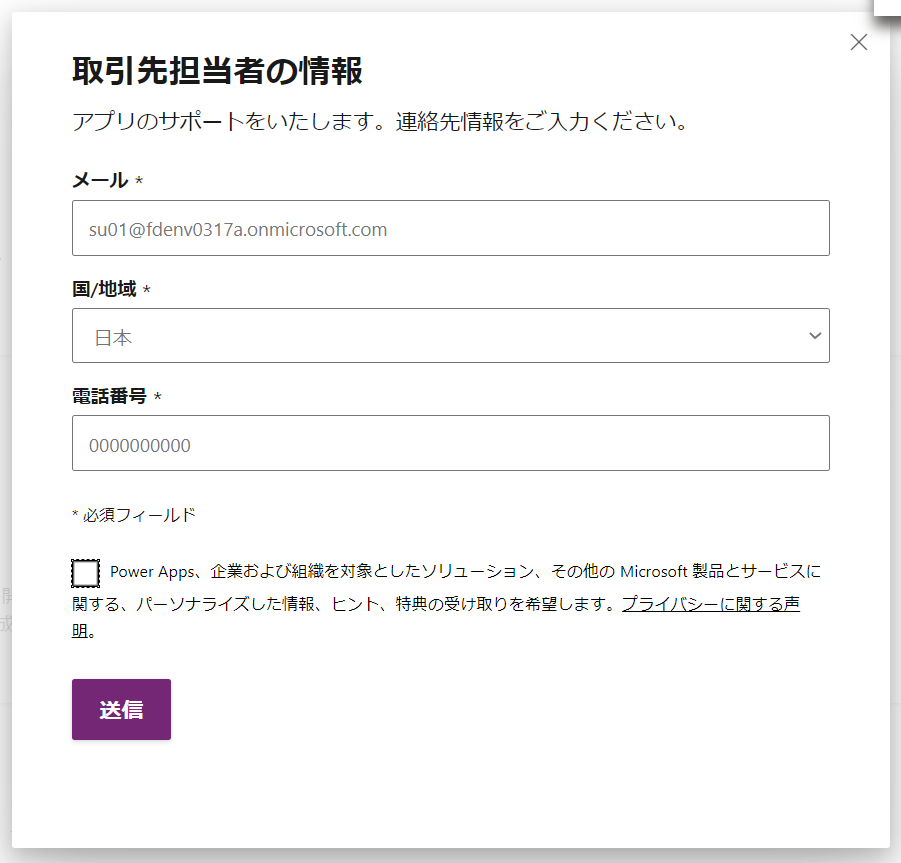 取引先担当者の情報
アプリのサポートをいたします。連絡先情報をご入力ください。
メール *
su01@fdenv0317a.onmicrosoft.com
国/地域 *
日本
電話番号 *
0000000000
* 必須フィールド
Power Apps、企業および組織を対象としたソリューション、その他の Microsoft 製品とサービスに
関する、パーソナライズした情報、ヒント、特典の受け取りを希望します。プライバシーに関する声
明。
送信